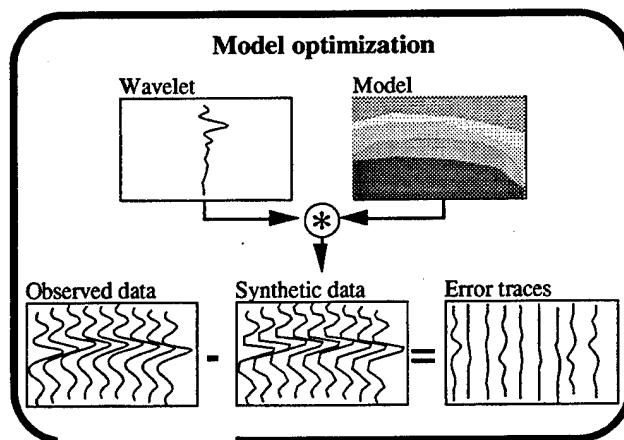 Model optimization
Wavelet
Model
*
Observed data
Synthetic data
Error traces
-
=